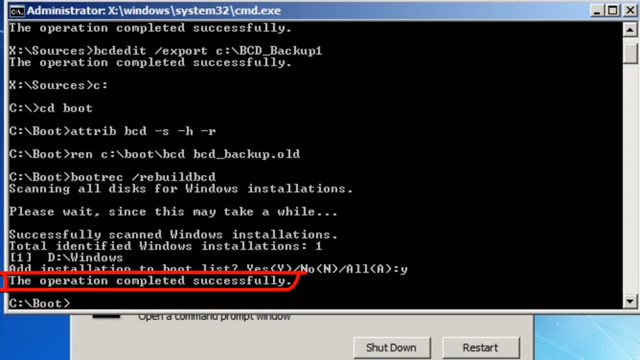 Administrator: X:\windows\system32\cmd.exe
The operation completed successfully.
X:\Sources>bcdedit /export c:\BCD_Backup1
The operation completed successfully.
X:\Sources>c:
C:\>cd boot
C:\Boot>attrib bcd -s -h -r
C:\Boot>ren c:\boot\bcd bcd_backup.old
C:\Boot>bootrec /rebuildbcd
Scanning all disks for Windows installations.
Please wait, since this may take a while...
Successfully scanned Windows installations.
Total identified Windows installations: 1
[1]  D:\Windows
Add installation to boot list? Yes(Y)/No(N)/All(A):y
The operation completed successfully.
C:\Boot>
Open a command prompt window
Shut Down
Restart